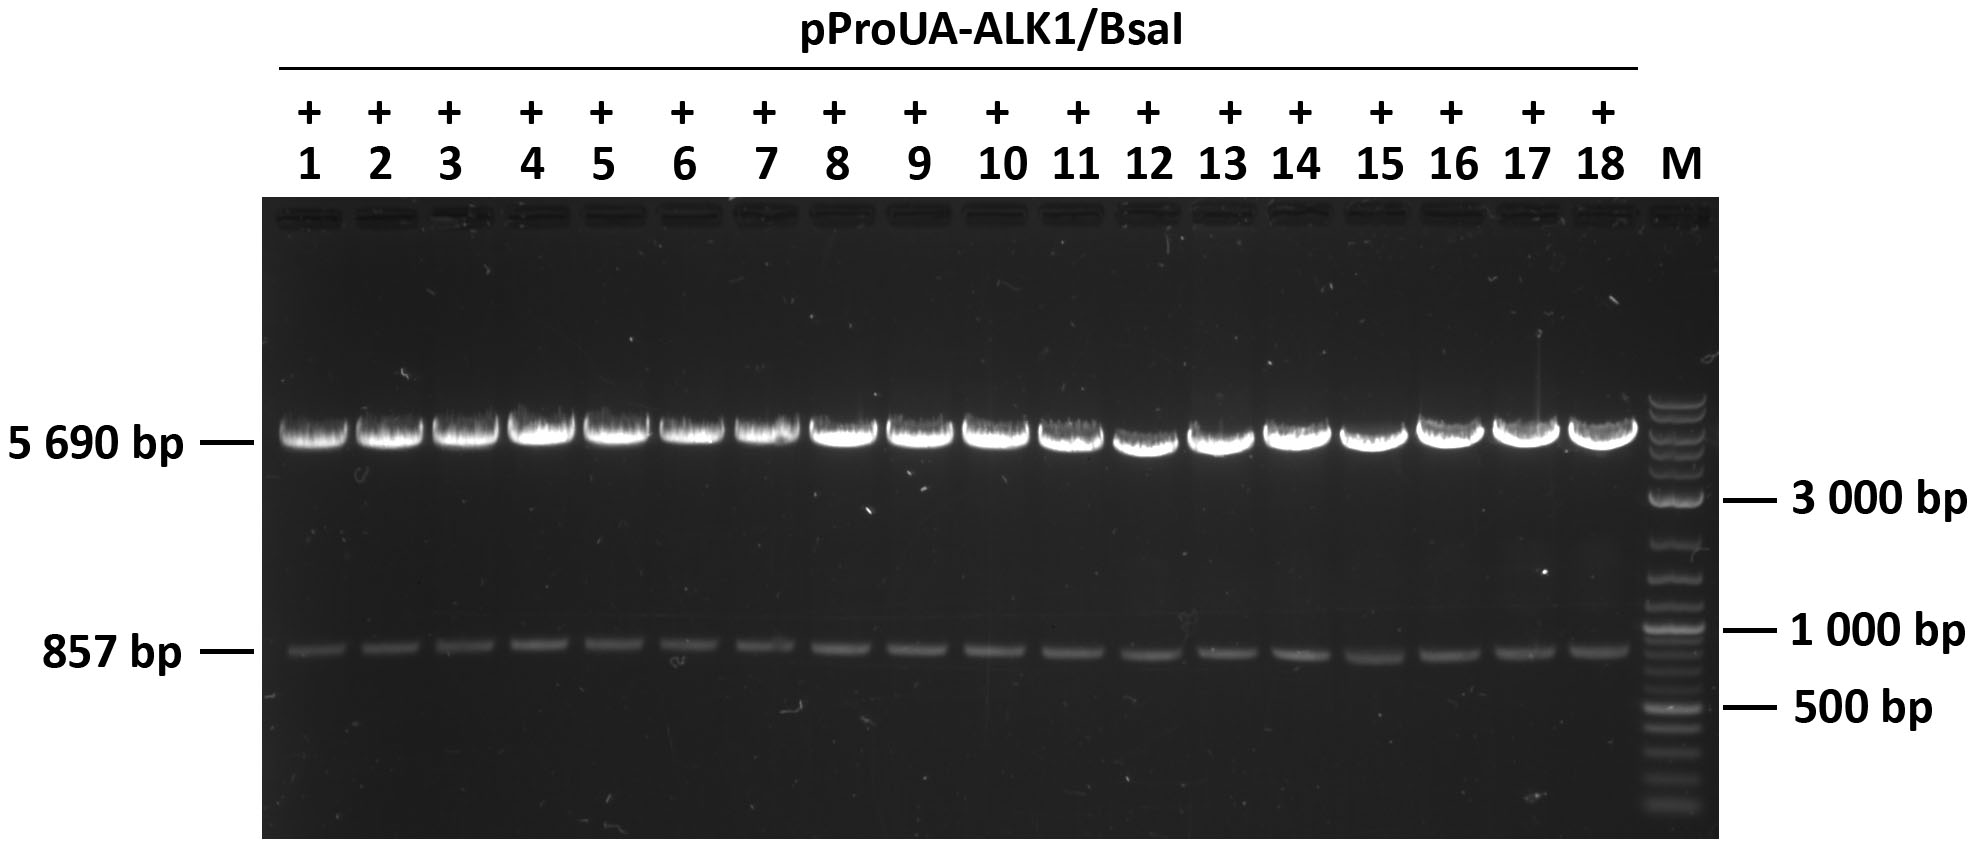 pProUA-ALK1/BsaI
+ + + + + + + + + + + + + + + + + +
1 2 3 4 5 6 7 8 9 10 11 12 13 14 15 16 17 18 M
5 690 bp
3 000 bp
857 bp
1 000 bp
500 bp